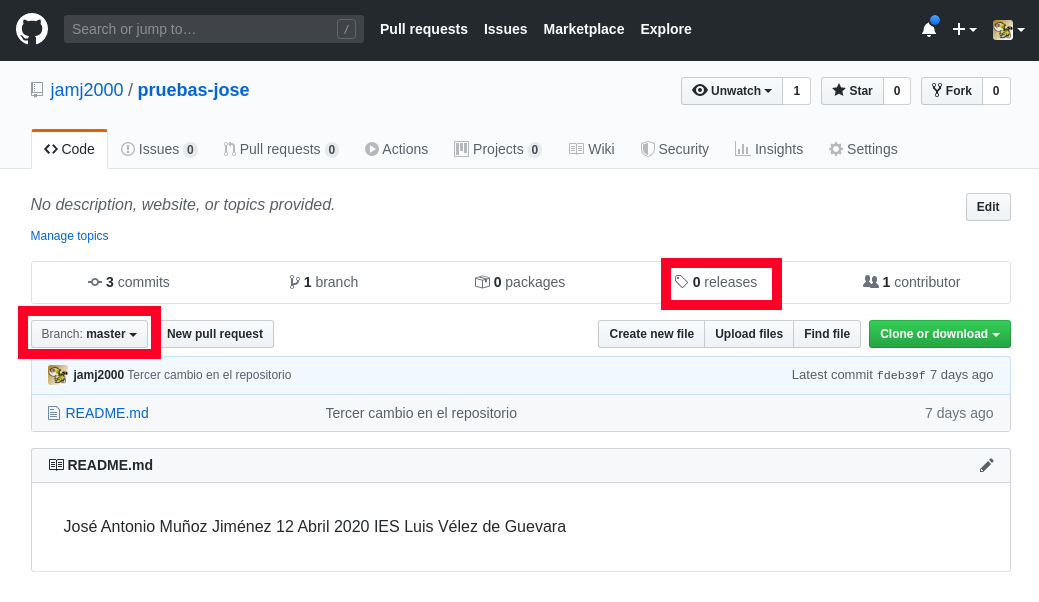 Search or jump to… / Pull requests Issues Marketplace Explore
jamj2000 / pruebas-jose Unwatch 1 Star 0 Fork 0
Code Issues 0 Pull requests 0 Actions Projects 0 Wiki Security Insights Settings
No description, website, or topics provided. Edit
Manage topics
3 commits 1 branch 0 packages 0 releases 1 contributor
Branch: master New pull request Create new file Upload files Find file Clone or download
jamj2000 Tercer cambio en el repositorio Latest commit fdeb39f 7 days ago
README.md Tercer cambio en el repositorio 7 days ago
README.md
José Antonio Muñoz Jiménez 12 Abril 2020 IES Luis Vélez de Guevara